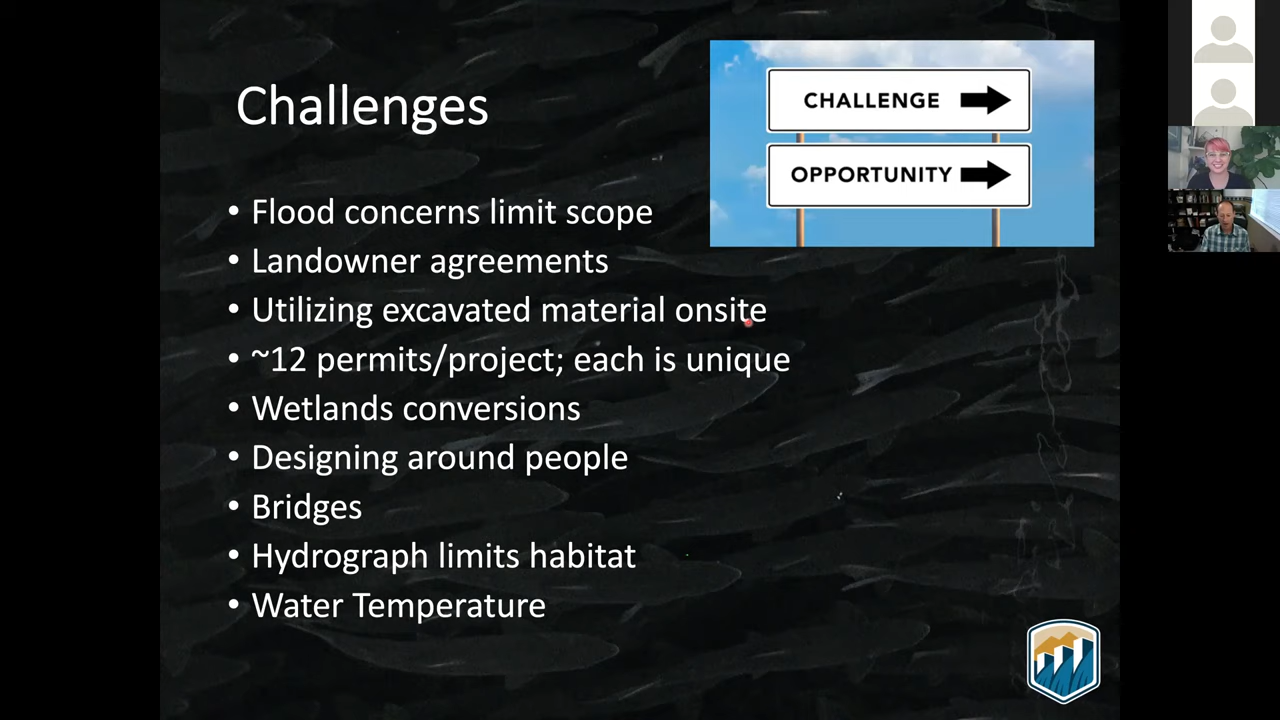 Challenges
CHALLENGE
OPPORTUNITY
• Flood concerns limit scope
• Landowner agreements
• Utilizing excavated material onsite
• ~12 permits/project; each is unique
• Wetlands conversions
• Designing around people
• Bridges
• Hydrograph limits habitat
• Water Temperature